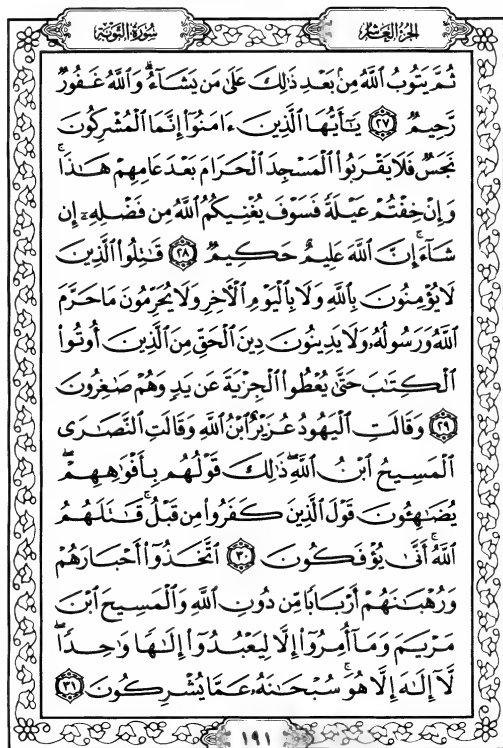 الجزء العاشر
سورة التوبة
ثُمَّ يَتُوبُ ٱللَّهُ مِنۢ بَعْدِ ذَٰلِكَ عَلَىٰ مَن يَشَآءُ ۗ وَٱللَّهُ غَفُورٌ
رَّحِيمٌ ٢٧ يَٰٓأَيُّهَا ٱلَّذِينَ ءَامَنُوٓا۟ إِنَّمَا ٱلْمُشْرِكُونَ
نَجَسٌ فَلَا يَقْرَبُوا۟ ٱلْمَسْجِدَ ٱلْحَرَامَ بَعْدَ عَامِهِمْ هَٰذَا ۚ
وَإِنْ خِفْتُمْ عَيْلَةً فَسَوْفَ يُغْنِيكُمُ ٱللَّهُ مِن فَضْلِهِۦٓ إِن
شَآءَ ۚ إِنَّ ٱللَّهَ عَلِيمٌ حَكِيمٌ ٢٨ قَٰتِلُوا۟ ٱلَّذِينَ
لَا يُؤْمِنُونَ بِٱللَّهِ وَلَا بِٱلْيَوْمِ ٱلْءَاخِرِ وَلَا يُحَرِّمُونَ مَا حَرَّمَ
ٱللَّهُ وَرَسُولُهُۥ وَلَا يَدِينُونَ دِينَ ٱلْحَقِّ مِنَ ٱلَّذِينَ أُوتُوا۟
ٱلْكِتَٰبَ حَتَّىٰ يُعْطُوا۟ ٱلْجِزْيَةَ عَن يَدٍ وَهُمْ صَٰغِرُونَ
٢٩ وَقَالَتِ ٱلْيَهُودُ عُزَيْرٌ ٱبْنُ ٱللَّهِ وَقَالَتِ ٱلنَّصَٰرَى
ٱلْمَسِيحُ ٱبْنُ ٱللَّهِ ۖ ذَٰلِكَ قَوْلُهُم بِأَفْوَٰهِهِمْ ۖ
يُضَٰهِـُٔونَ قَوْلَ ٱلَّذِينَ كَفَرُوا۟ مِن قَبْلُ ۚ قَٰتَلَهُمُ
ٱللَّهُ ۚ أَنَّىٰ يُؤْفَكُونَ ٣٠ ٱتَّخَذُوٓا۟ أَحْبَارَهُمْ
وَرُهْبَٰنَهُمْ أَرْبَابًا مِّن دُونِ ٱللَّهِ وَٱلْمَسِيحَ ٱبْنَ
مَرْيَمَ وَمَآ أُمِرُوٓا۟ إِلَّا لِيَعْبُدُوٓا۟ إِلَٰهًا وَٰحِدًا ۖ
لَّآ إِلَٰهَ إِلَّا هُوَ ۚ سُبْحَٰنَهُۥ عَمَّا يُشْرِكُونَ ٣١
١٩١